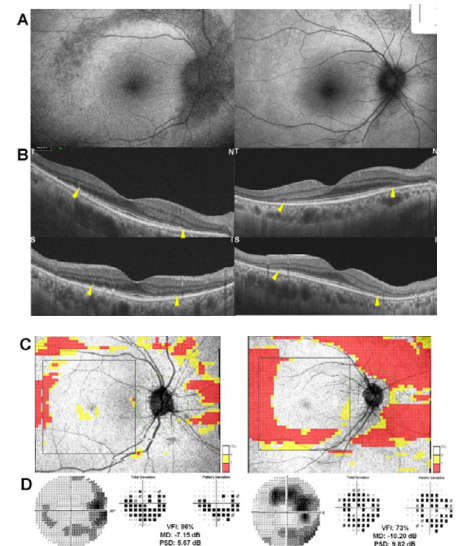 A
B
T
N
T
N
S
I
S
C
D
Total Deviation
Pattern Deviation
Total Deviation
Pattern Deviation
VFI: 86%
MD: -7.15 dB
PSD: 5.67 dB
VFI: 73%
MD: -10.20 dB
PSD: 9.82 dB